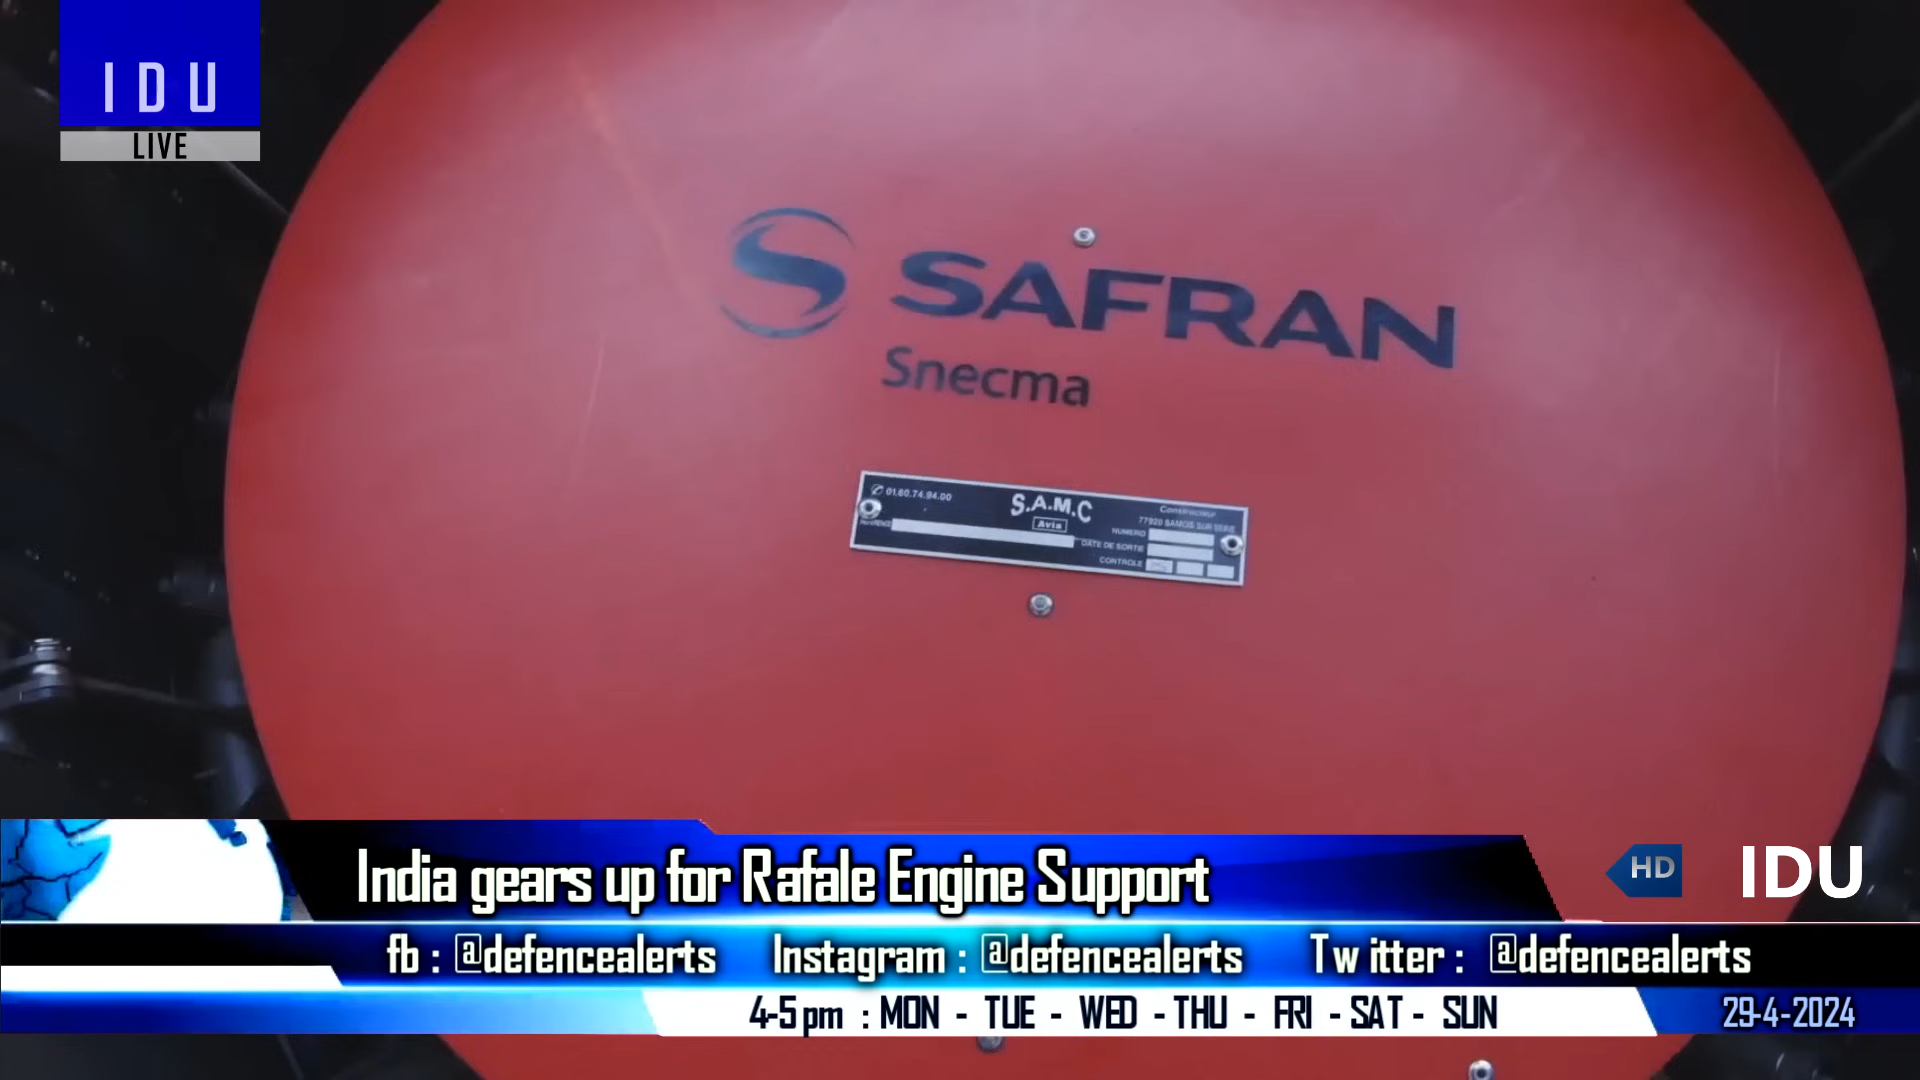 IDU
LIVE
SAFRAN
Snecma
01.60.74.94.00
S.A.M.C
Avia
Constructeur
77920 SAMOIS SUR SEINE
NUMERO
DATE DE SORTIE
CONTROLE
India gears up for Rafale Engine Support
HD
IDU
fb : @defencealerts Instagram : @defencealerts Twitter : @defencealerts
4-5 pm : MON - TUE - WED - THU - FRI - SAT - SUN
29-4-2024